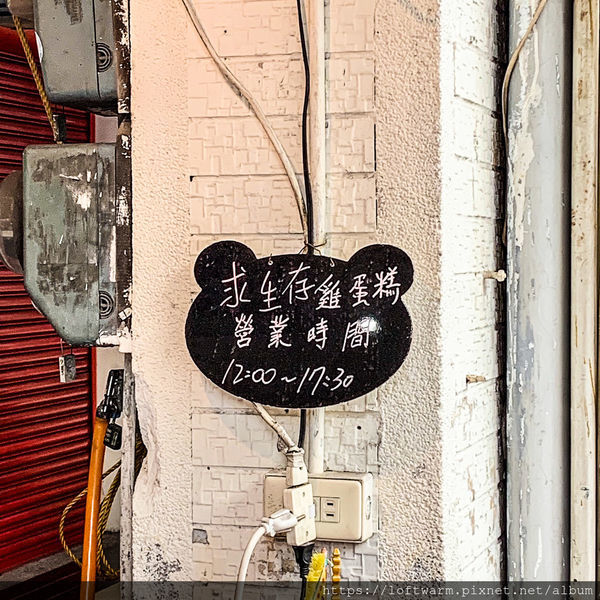 求生存雞蛋糕
營業時間
12:00~17:30
https://loftwarm.pixnet.net/album